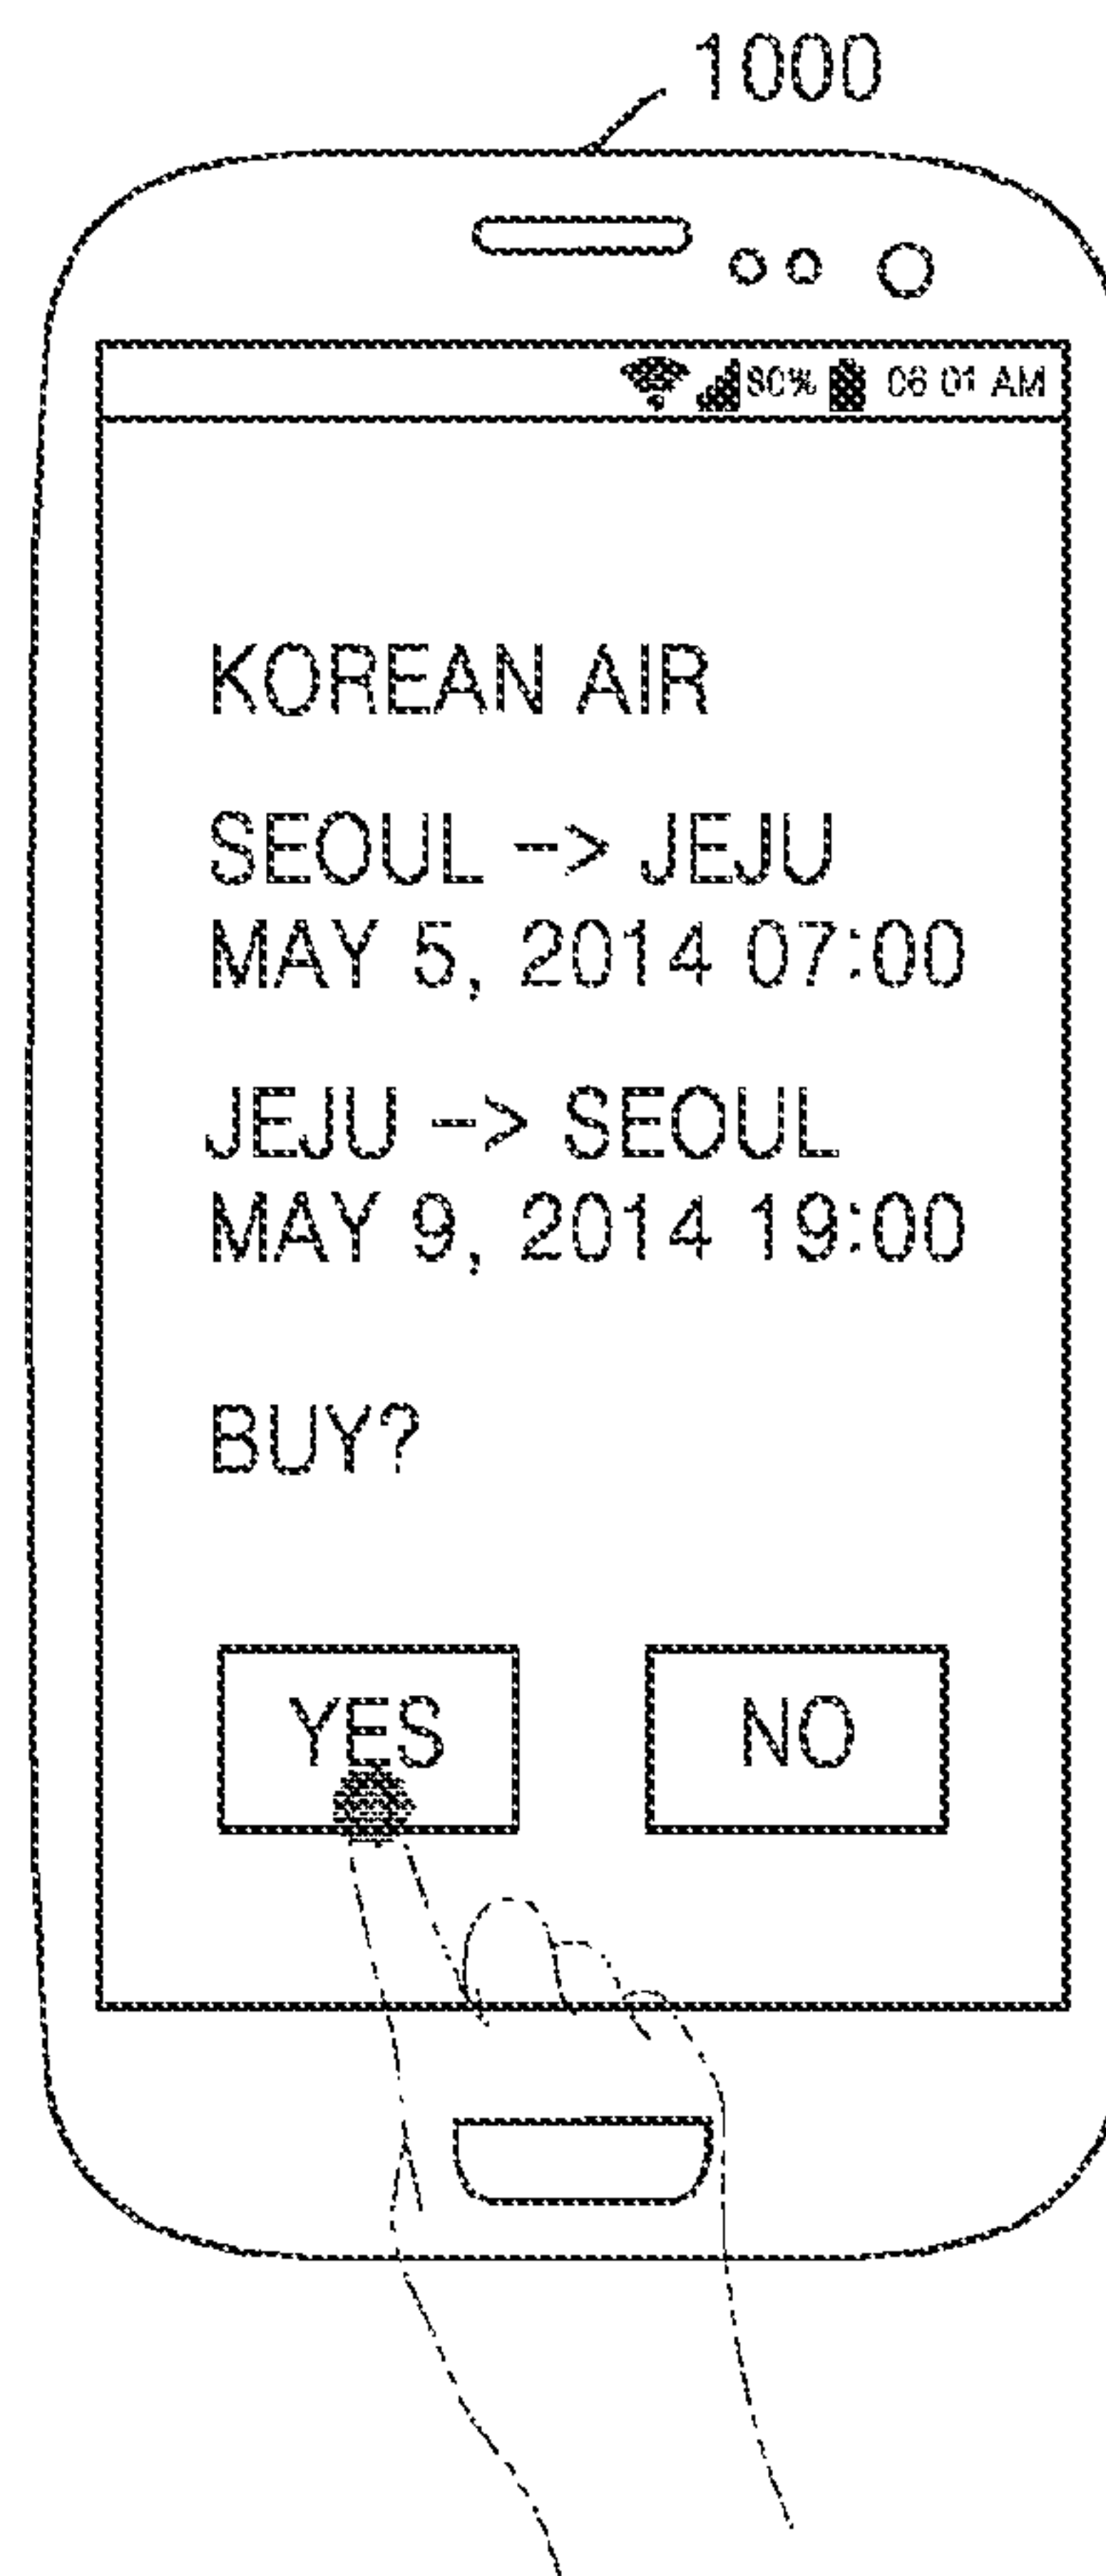 1000
80% 06:01 AM
KOREAN AIR
SEOUL --> JEJU
MAY 5, 2014 07:00
JEJU --> SEOUL
MAY 9, 2014 19:00
BUY?
YES NO